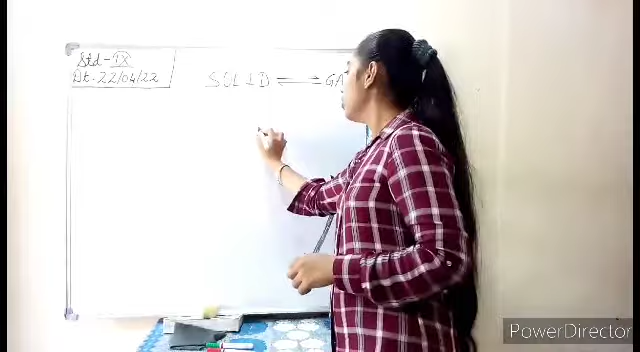 Std-IX
Dt. 22/04/22
SOLID ⇌ GA
PowerDirector